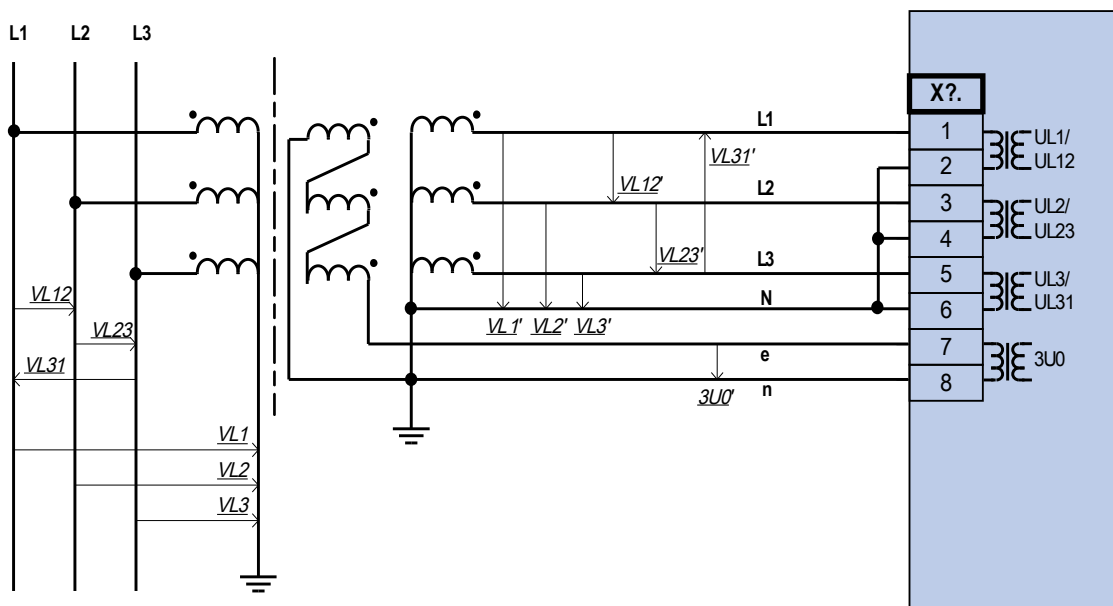 L1 L2 L3
X?.
L1
1
UL1/
UL12
VL31'
2
VL12'
L2
3
UL2/
UL23
4
VL23'
L3
5
UL3/
UL31
VL12
N
6
VL1' VL2' VL3'
VL23
7
e
3U0
VL31
8
n
3U0'
VL1
VL2
VL3